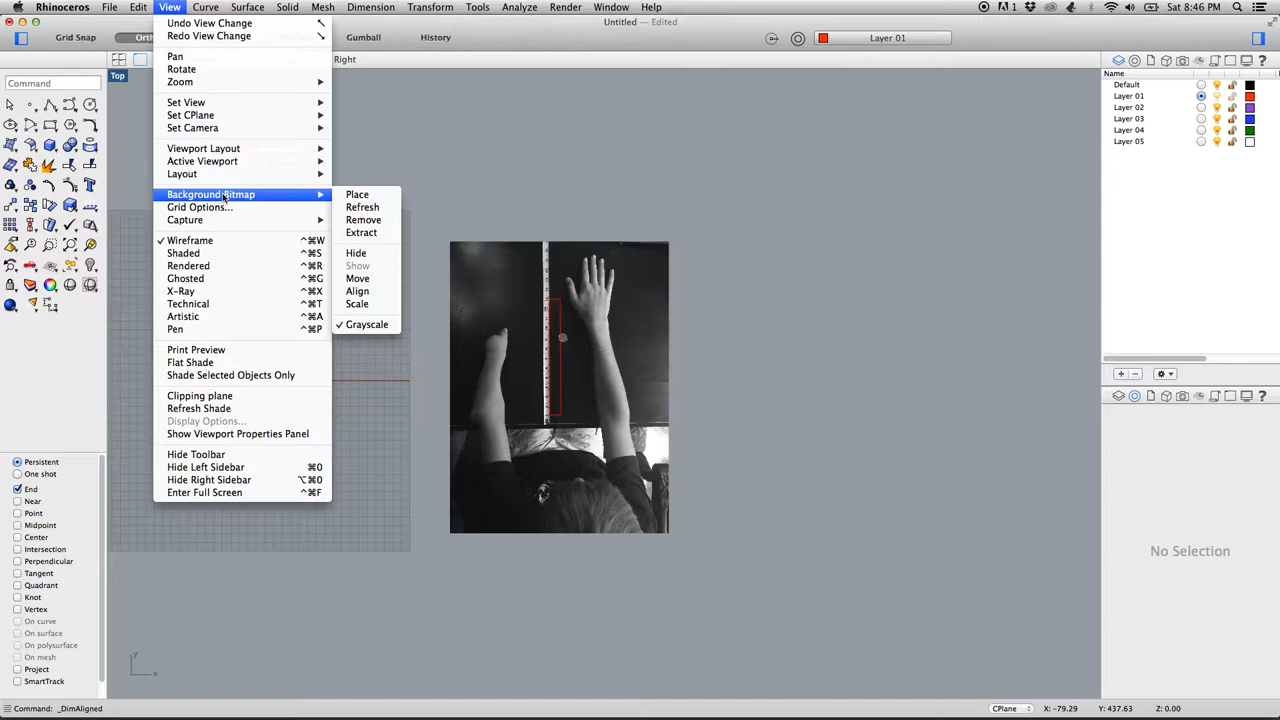 Rhinoceros File Edit View Curve Surface Solid Mesh Dimension Transform Tools Analyze Render Window Help 1 Sat 8:46 PM
Untitled — Edited
Grid Snap Orth Gumball History Layer 01
Right
Top
Command
Undo View Change
Redo View Change
Pan
Rotate
Zoom
Set View
Set CPlane
Set Camera
Viewport Layout
Active Viewport
Layout
Background Bitmap
Grid Options...
Capture
✓ Wireframe ^⌘W
Shaded ^⌘S
Rendered ^⌘R
Ghosted ^⌘G
X-Ray ^⌘X
Technical ^⌘T
Artistic ^⌘A
Pen ^⌘P
Print Preview
Flat Shade
Shade Selected Objects Only
Clipping plane
Refresh Shade
Display Options...
Show Viewport Properties Panel
Hide Toolbar
Hide Left Sidebar ⌘0
Hide Right Sidebar ⌥⌘0
Enter Full Screen ^⌘F
Place
Refresh
Remove
Extract
Hide
Show
Move
Align
Scale
✓ Grayscale
Name
Default
Layer 01
Layer 02
Layer 03
Layer 04
Layer 05
No Selection
Persistent
One shot
End
Near
Point
Midpoint
Center
Intersection
Perpendicular
Tangent
Quadrant
Knot
Vertex
On curve
On surface
On polysurface
On mesh
Project
SmartTrack
y
x
Command: _DimAligned CPlane X: -79.29 Y: 437.63 Z: 0.00